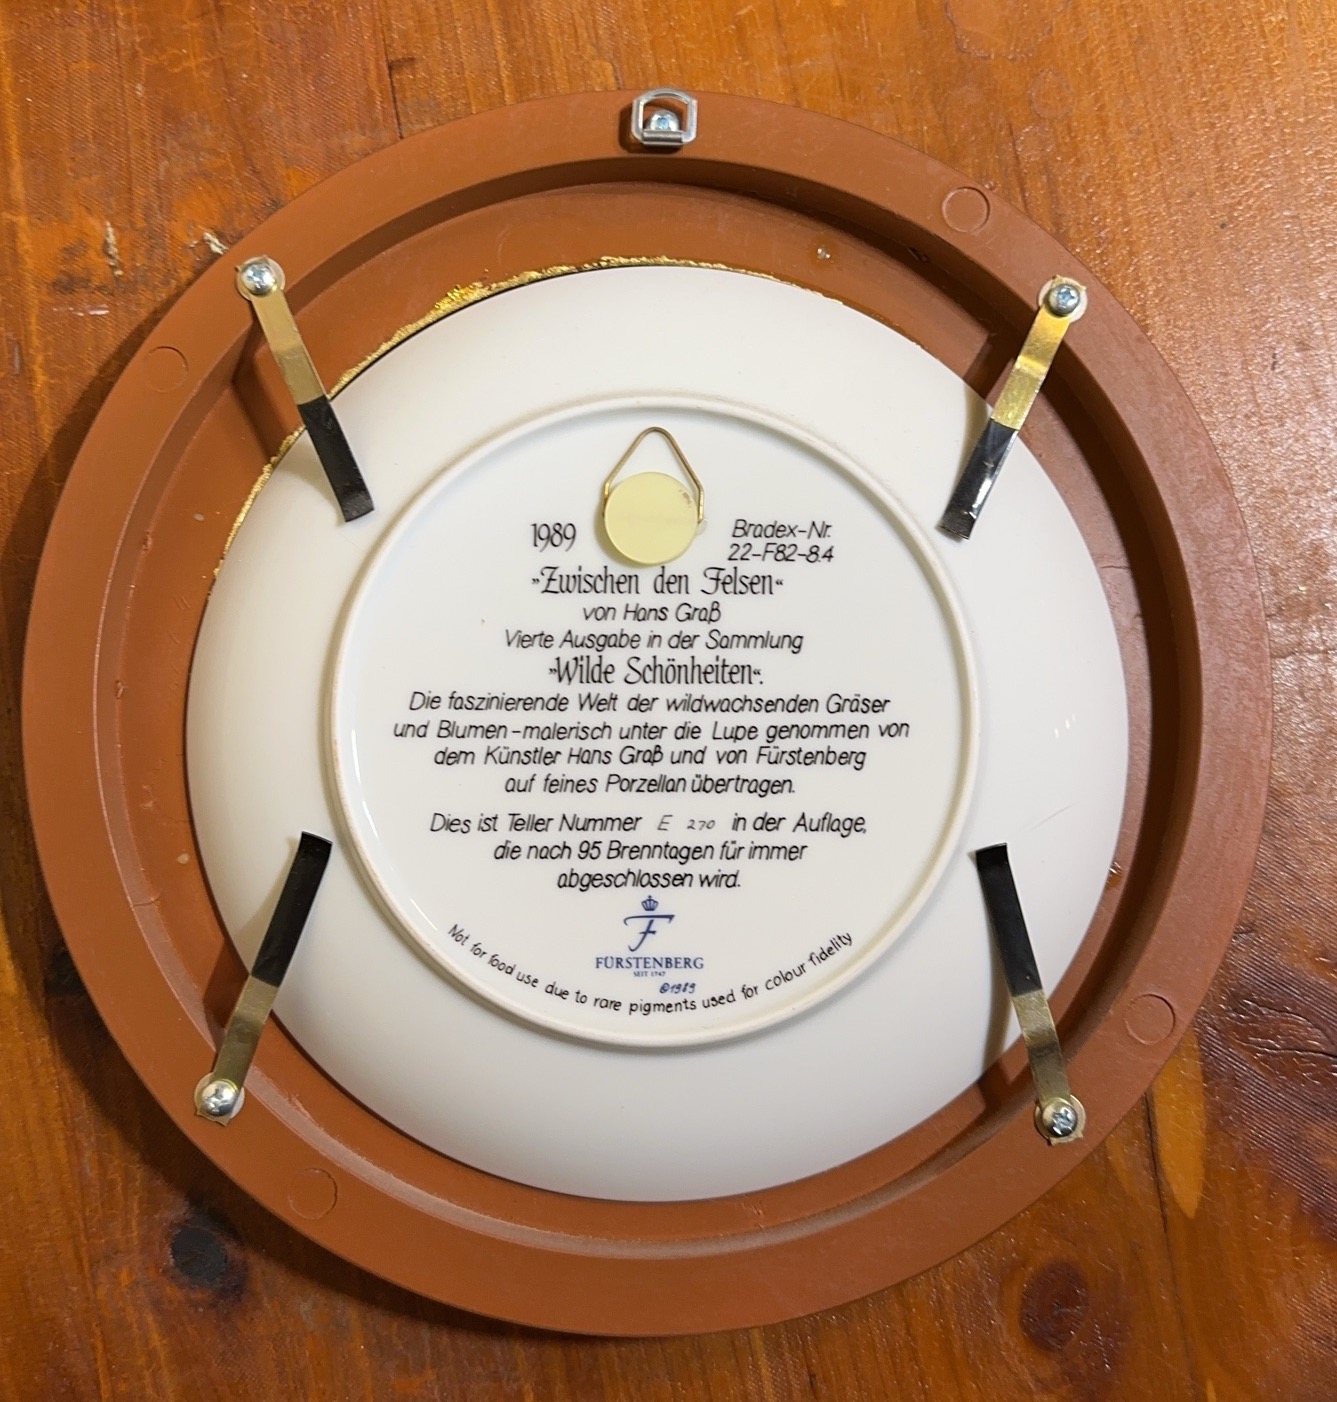 1989
Bradex-Nr.
22-F82-8.4
»Zwischen den Felsen«
von Hans Graß
Vierte Ausgabe in der Sammlung
»Wilde Schönheiten«.
Die faszinierende Welt der wildwachsenden Gräser
und Blumen-malerisch unter die Lupe genommen von
dem Künstler Hans Graß und von Fürstenberg
auf feines Porzellan übertragen.
Dies ist Teller Nummer E 270 in der Auflage,
die nach 95 Brenntagen für immer
abgeschlossen wird.
F
FÜRSTENBERG
SEIT 1747
©1989
Not for food use due to rare pigments used for colour fidelity